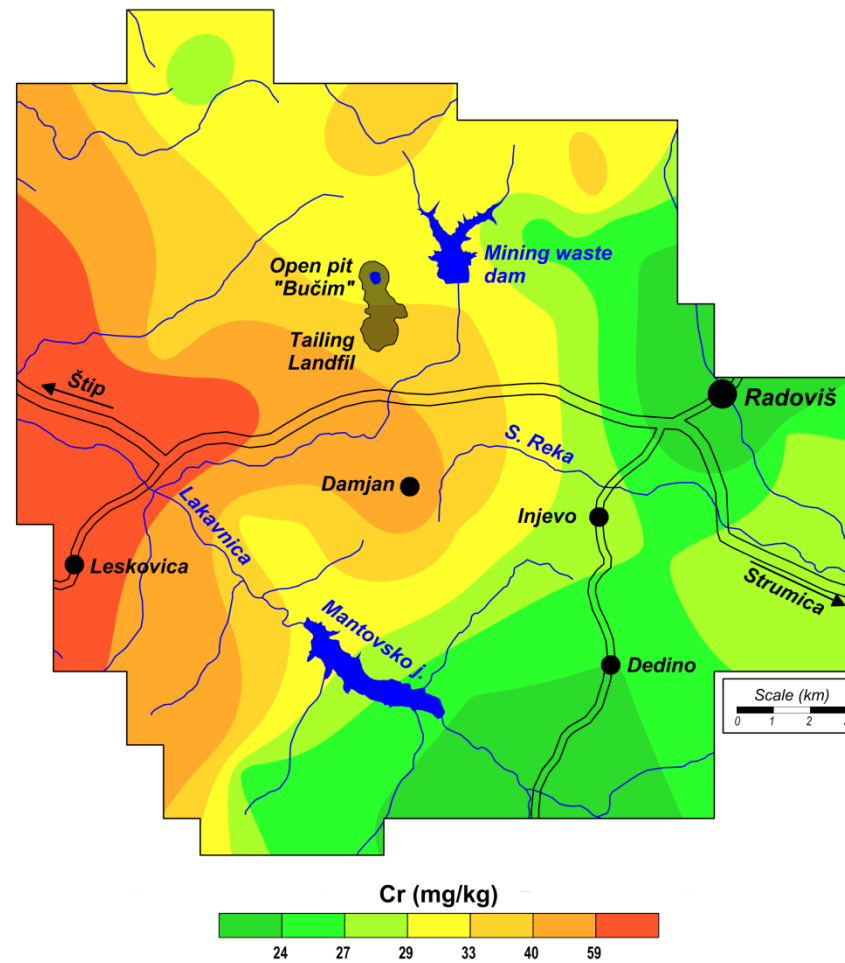 Open pit
"Bučim"
Mining waste
dam
Tailing
Landfil
Štip
Radoviš
S. Reka
Damjan
Injevo
Lakavnica
Leskovica
Strumica
Mantovsko j.
Dedino
Scale (km)
0 1 2
Cr (mg/kg)
24 27 29 33 40 59